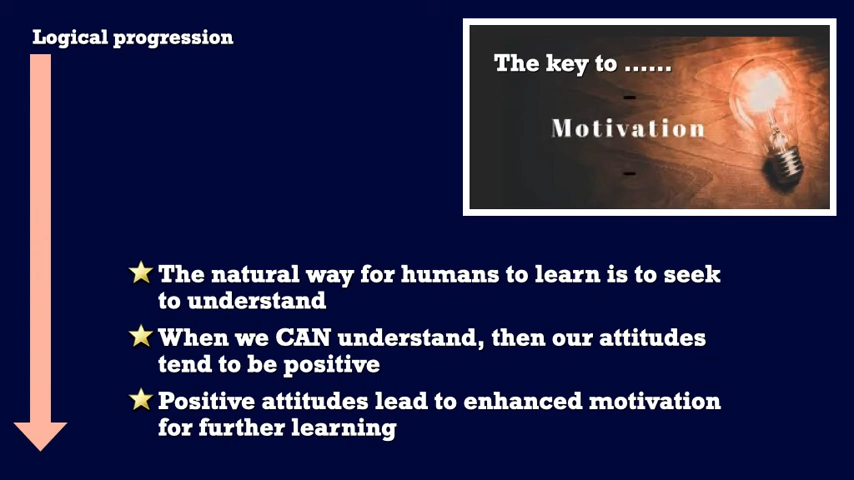 Logical progression
The key to ......
Motivation
The natural way for humans to learn is to seek
to understand
When we CAN understand, then our attitudes
tend to be positive
Positive attitudes lead to enhanced motivation
for further learning